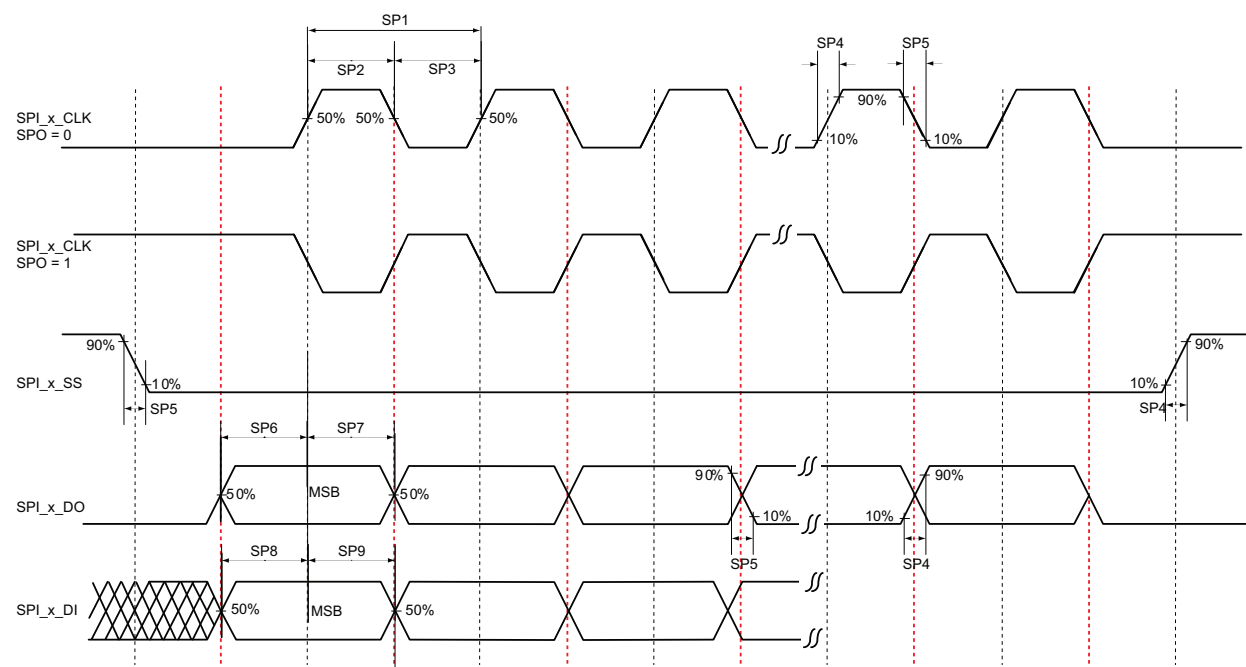 SP1
SP2 SP3
SP4 SP5
SPI_x_CLK
SPO = 0
50% 50% 50%
90%
10% 10%
SPI_x_CLK
SPO = 1
90% 90%
SPI_x_SS
10% 10%
SP5 SP4
SP6 SP7
90% 90%
50% MSB 50%
SPI_x_DO
10% 10%
SP5 SP4
SP8 SP9
SPI_x_DI
50% MSB 50%